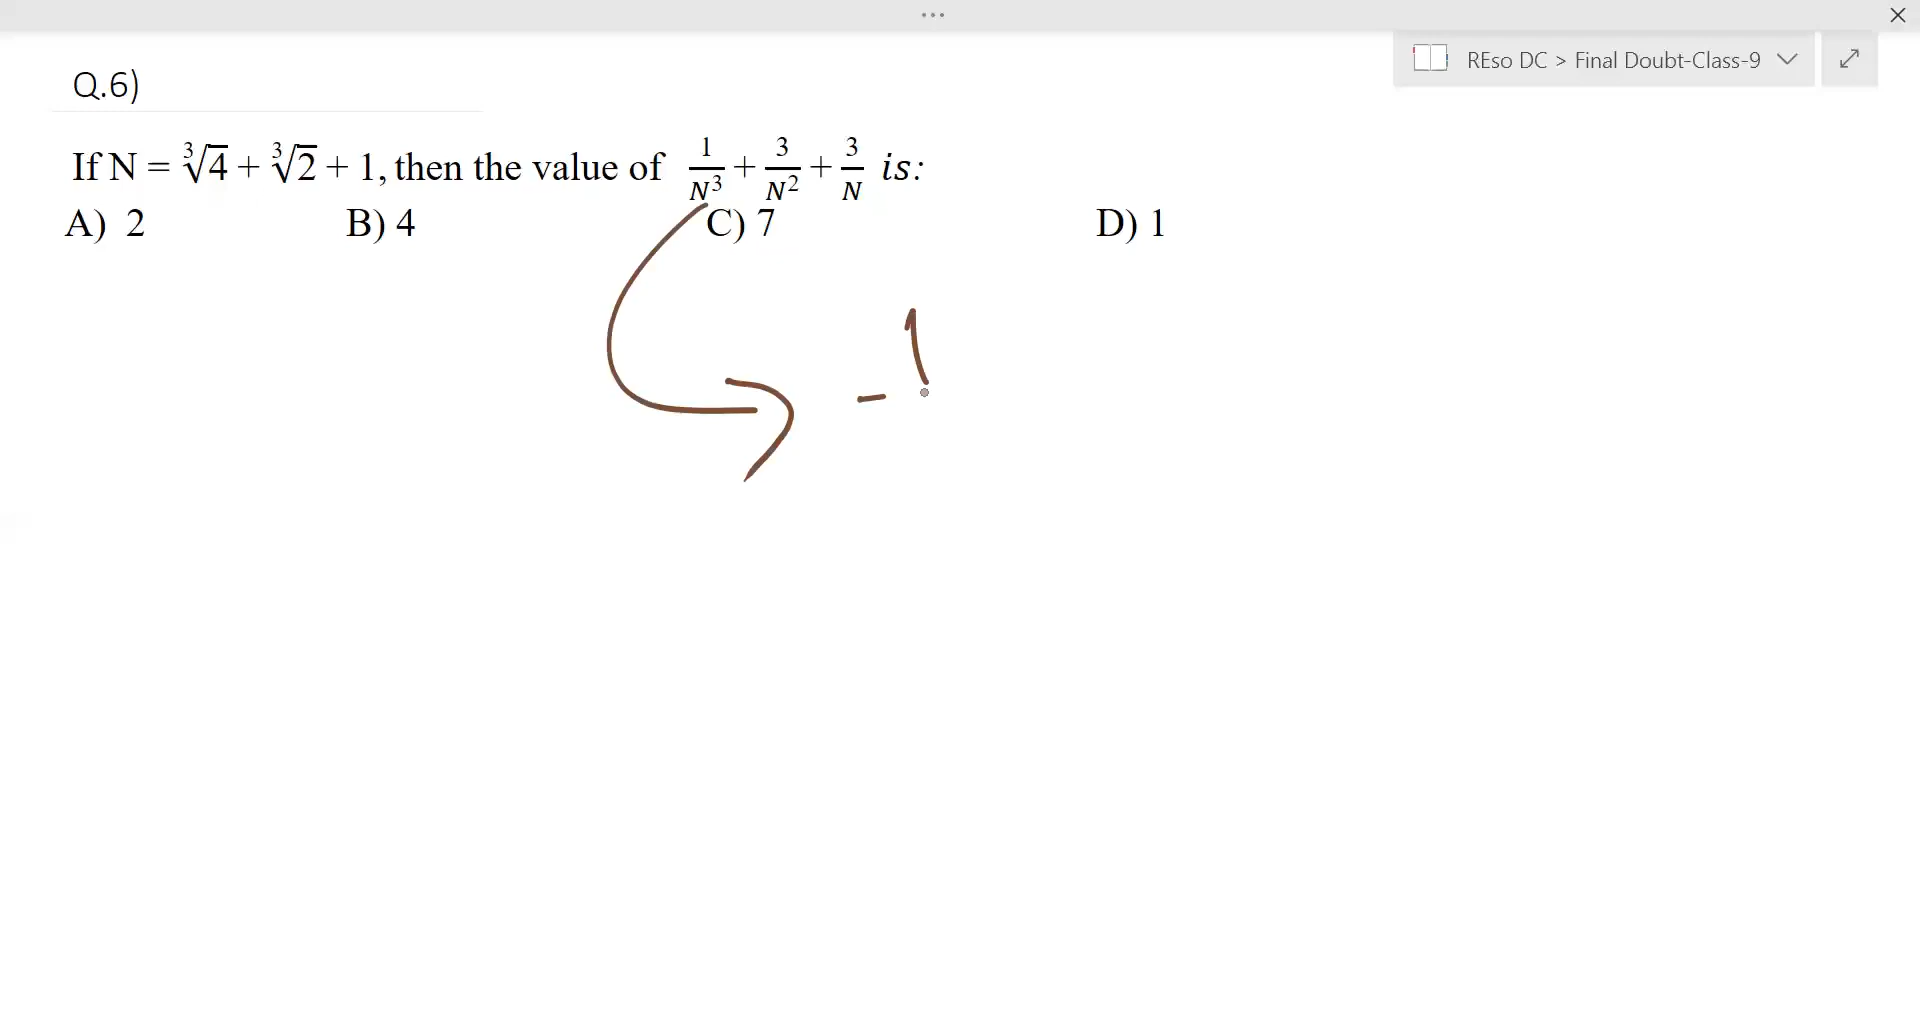 REso DC > Final Doubt-Class-9
Q.6)
If N = ∛4 + ∛2 + 1, then the value of 1/N³ + 3/N² + 3/N is:
A) 2 B) 4 C) 7 D) 1
- 1